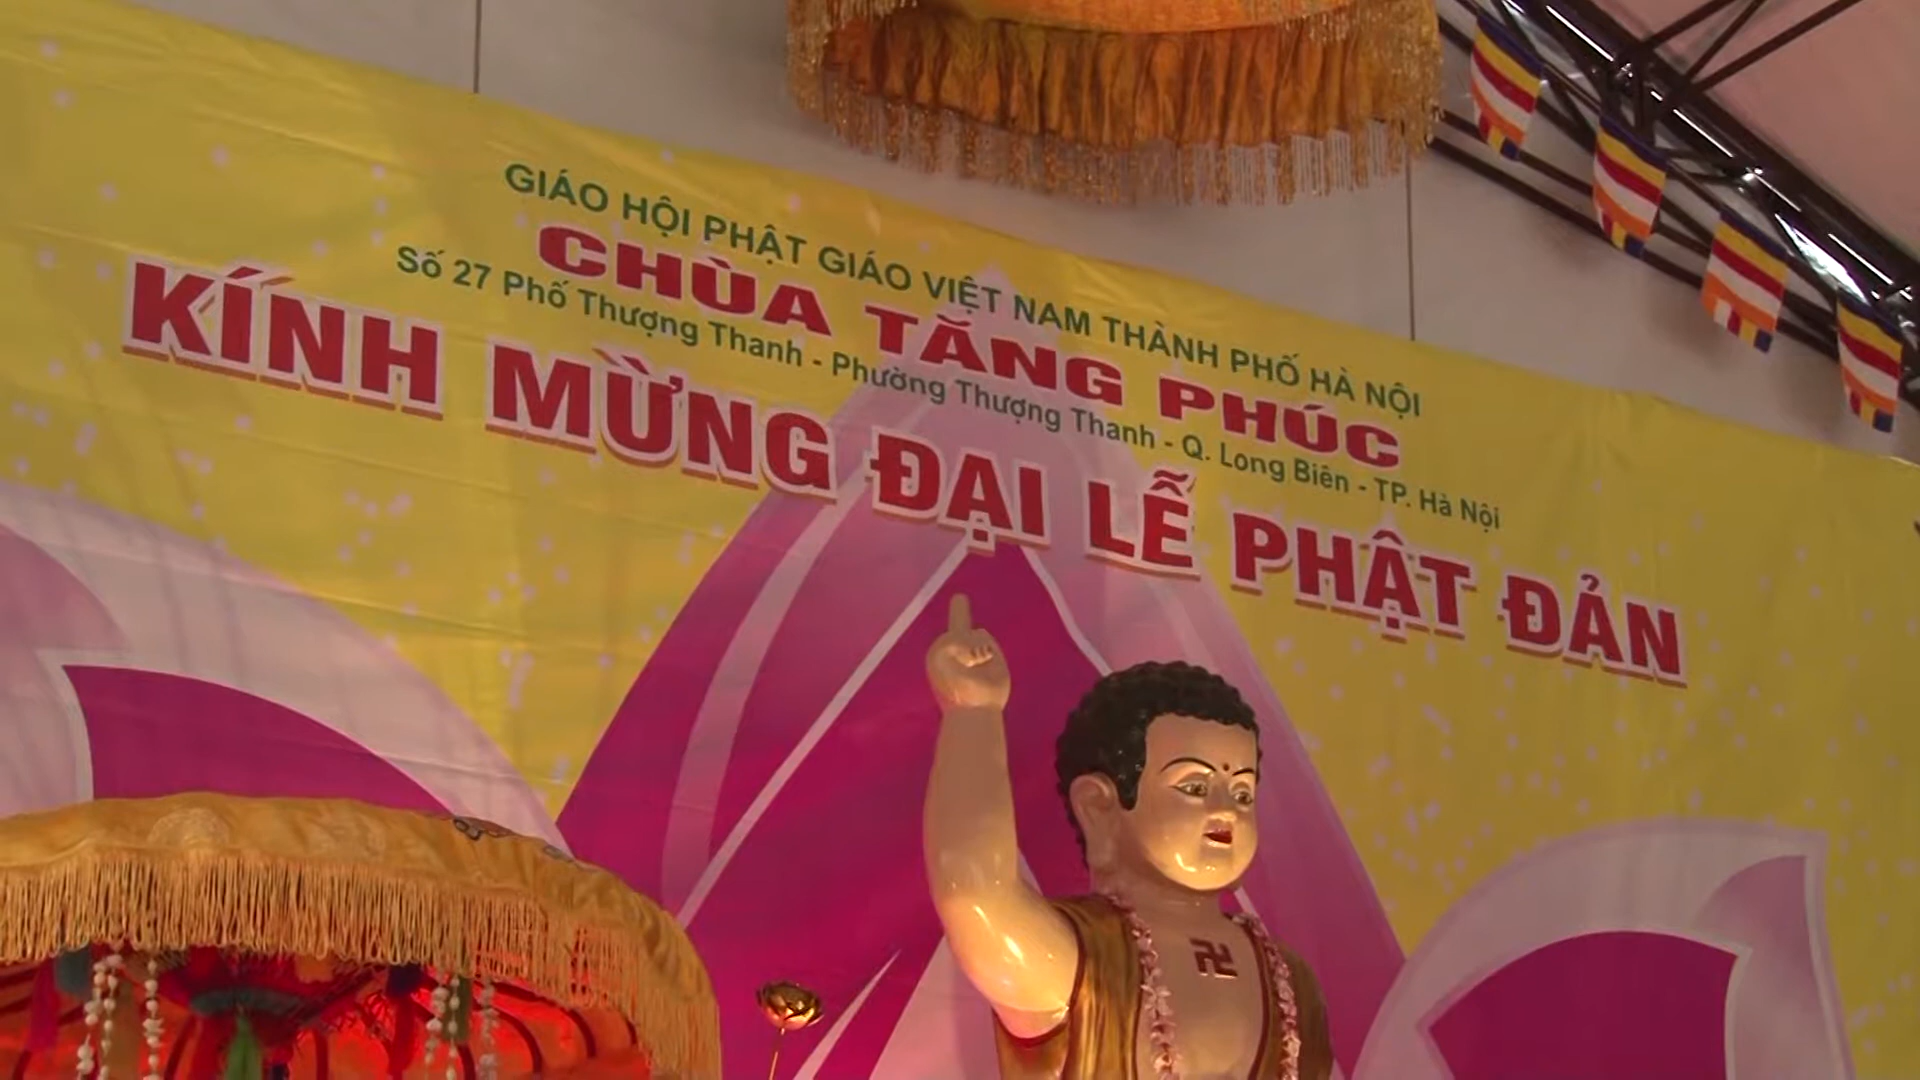 GIÁO HỘI PHẬT GIÁO VIỆT NAM THÀNH PHỐ HÀ NỘI
CHÙA TĂNG PHÚC
Số 27 Phố Thượng Thanh - Phường Thượng Thanh - Q. Long Biên - TP. Hà Nội
KÍNH MỪNG ĐẠI LỄ PHẬT ĐẢN